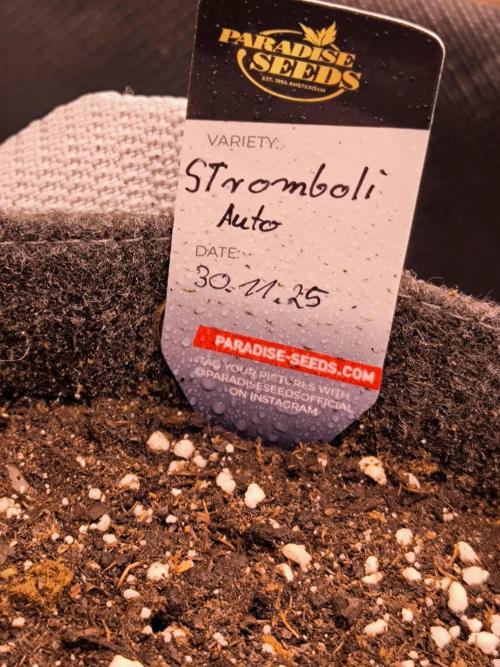 PARADISE
SEEDS
EST. 1994 AMSTERDAM
VARIETY:
Stromboli
Auto
DATE:
30.11.25
PARADISE-SEEDS.COM
TAG YOUR PICTURES WITH
@PARADISESEEDSOFFICIAL
ON INSTAGRAM